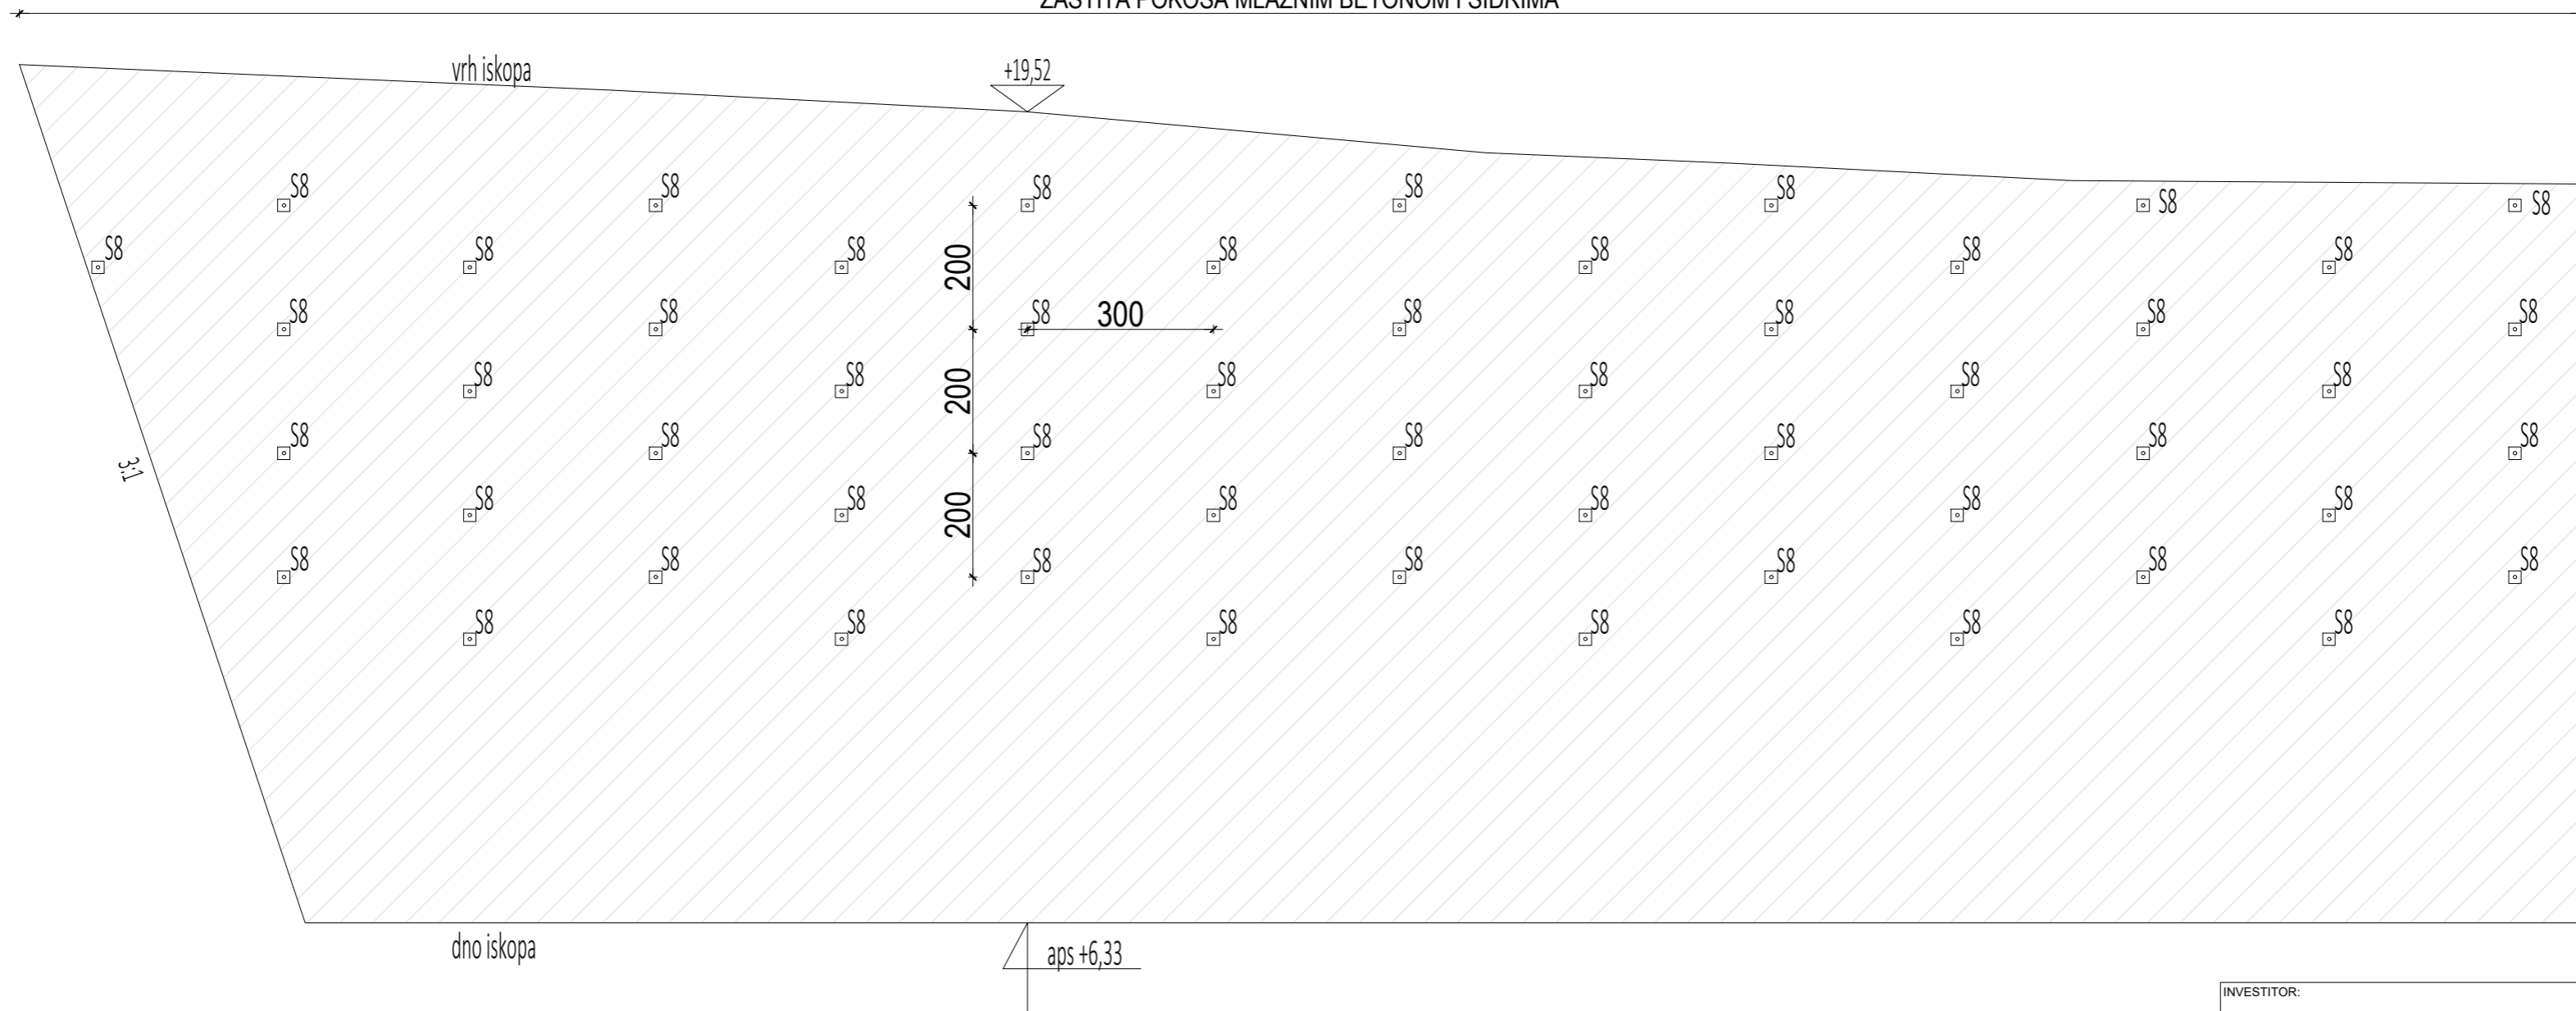 ZAŠTITA POKOSA MLAZNIM BETONOM I SIDRIMA
vrh iskopa
+19,52
S8 S8 S8 S8 S8 S8 S8
S8 S8 S8 200 S8 S8 S8 S8
S8 S8 S8 300 S8 S8 S8 S8
S8 S8 200 S8 S8 S8 S8
S8 S8 S8 S8 S8 S8 S8
3:1
S8 S8 200 S8 S8 S8 S8
S8 S8 S8 S8 S8 S8 S8
S8 S8 S8 S8 S8 S8
dno iskopa
aps +6,33
INVESTITOR: